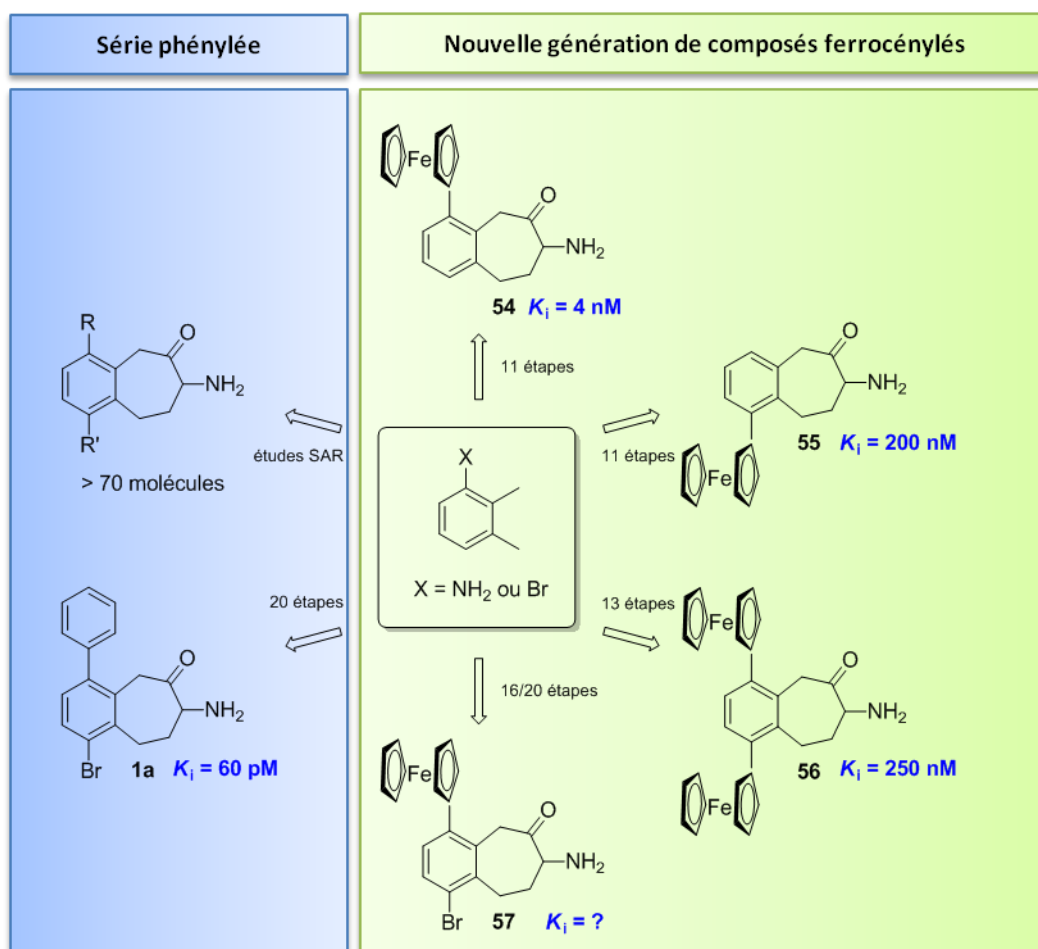 Série phénylée
Nouvelle génération de composés ferrocénylés
Fe
O
NH2
54 Ki = 4 nM
11 étapes
R
O
NH2
R'
> 70 molécules
études SAR
X
X = NH2 ou Br
11 étapes
O
NH2
55 Ki = 200 nM
Fe
20 étapes
O
NH2
Br
1a Ki = 60 pM
16/20 étapes
Fe
O
NH2
Br
57 Ki = ?
13 étapes
Fe
O
NH2
56 Ki = 250 nM
Fe